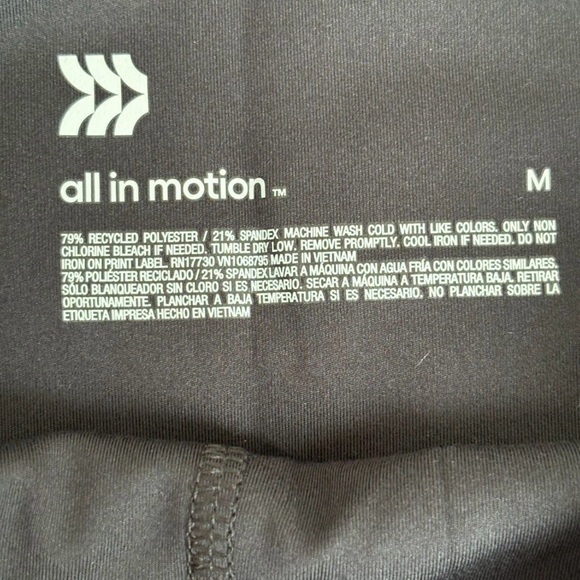 all in motion ™ M
79% RECYCLED POLYESTER / 21% SPANDEX MACHINE WASH COLD WITH LIKE COLORS. ONLY NON
CHLORINE BLEACH IF NEEDED. TUMBLE DRY LOW. REMOVE PROMPTLY. COOL IRON IF NEEDED. DO NOT
IRON ON PRINT LABEL. RN17730 VN1068795 MADE IN VIETNAM
79% POLIÉSTER RECICLADO / 21% SPANDEX LAVAR A MÁQUINA CON AGUA FRÍA CON COLORES SIMILARES.
SÓLO BLANQUEADOR SIN CLORO SI ES NECESARIO. SECAR A MÁQUINA A TEMPERATURA BAJA. RETIRAR
OPORTUNAMENTE. PLANCHAR A BAJA TEMPERATURA SI ES NECESARIO. NO PLANCHAR SOBRE LA
ETIQUETA IMPRESA HECHO EN VIETNAM